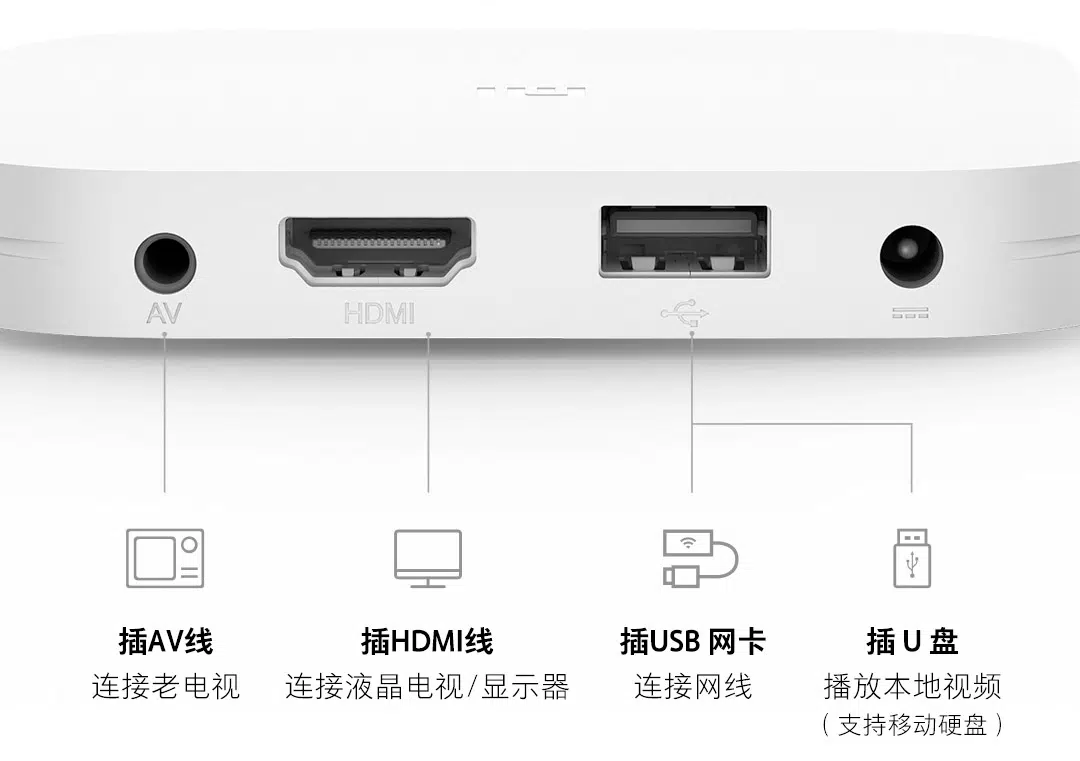 AV
HDMI
插AV线
连接老电视
插HDMI线
连接液晶电视/显示器
插USB 网卡
连接网线
插 U 盘
播放本地视频
（支持移动硬盘）